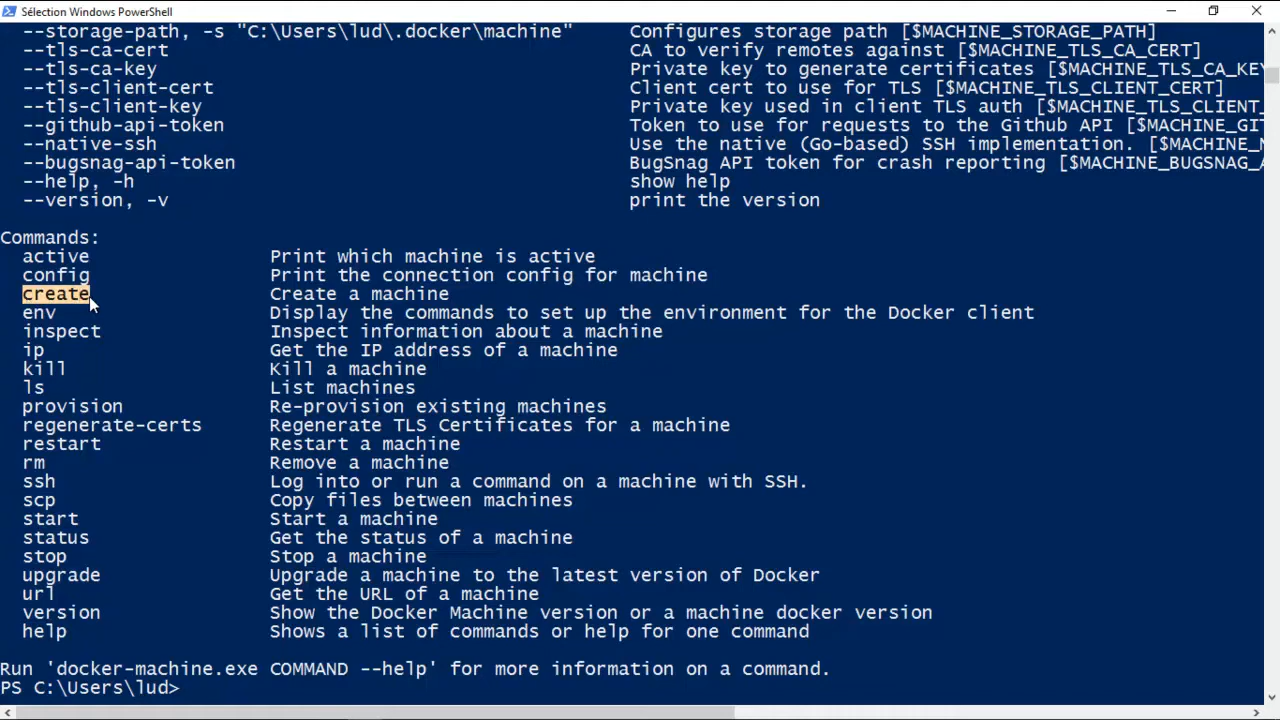 Sélection Windows PowerShell
--storage-path, -s "C:\Users\lud\.docker\machine" Configures storage path [$MACHINE_STORAGE_PATH]
--tls-ca-cert CA to verify remotes against [$MACHINE_TLS_CA_CERT]
--tls-ca-key Private key to generate certificates [$MACHINE_TLS_CA_KEY
--tls-client-cert Client cert to use for TLS [$MACHINE_TLS_CLIENT_CERT]
--tls-client-key Private key used in client TLS auth [$MACHINE_TLS_CLIENT_
--github-api-token Token to use for requests to the Github API [$MACHINE_GI
--native-ssh Use the native (Go-based) SSH implementation. [$MACHINE_N
--bugsnag-api-token BugSnag API token for crash reporting [$MACHINE_BUGSNAG_A
--help, -h show help
--version, -v print the version
Commands:
active Print which machine is active
config Print the connection config for machine
create Create a machine
env Display the commands to set up the environment for the Docker client
inspect Inspect information about a machine
ip Get the IP address of a machine
kill Kill a machine
ls List machines
provision Re-provision existing machines
regenerate-certs Regenerate TLS Certificates for a machine
restart Restart a machine
rm Remove a machine
ssh Log into or run a command on a machine with SSH.
scp Copy files between machines
start Start a machine
status Get the status of a machine
stop Stop a machine
upgrade Upgrade a machine to the latest version of Docker
url Get the URL of a machine
version Show the Docker Machine version or a machine docker version
help Shows a list of commands or help for one command
Run 'docker-machine.exe COMMAND --help' for more information on a command.
PS C:\Users\lud>